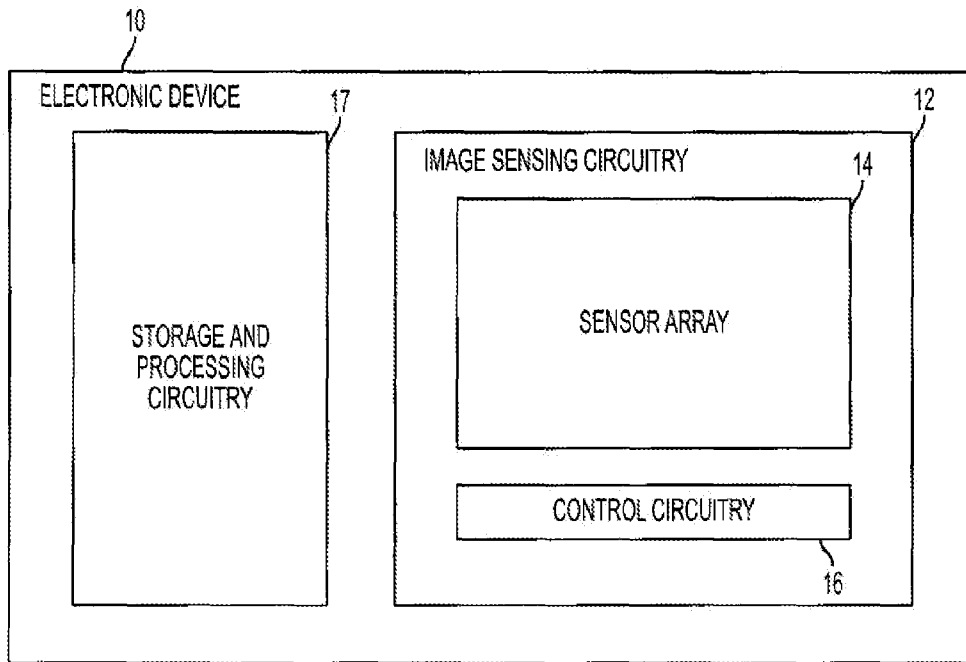 10
ELECTRONIC DEVICE
17
12
IMAGE SENSING CIRCUITRY
14
STORAGE AND
PROCESSING
CIRCUITRY
SENSOR ARRAY
CONTROL CIRCUITRY
16